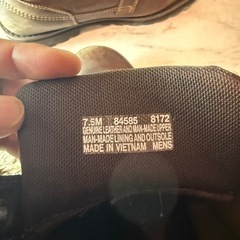 7.5M 84585 8172
GENUINE LEATHER AND MAN-MADE UPPER
MAN-MADE LINING AND OUTSOLE
MADE IN VIETNAM MENS